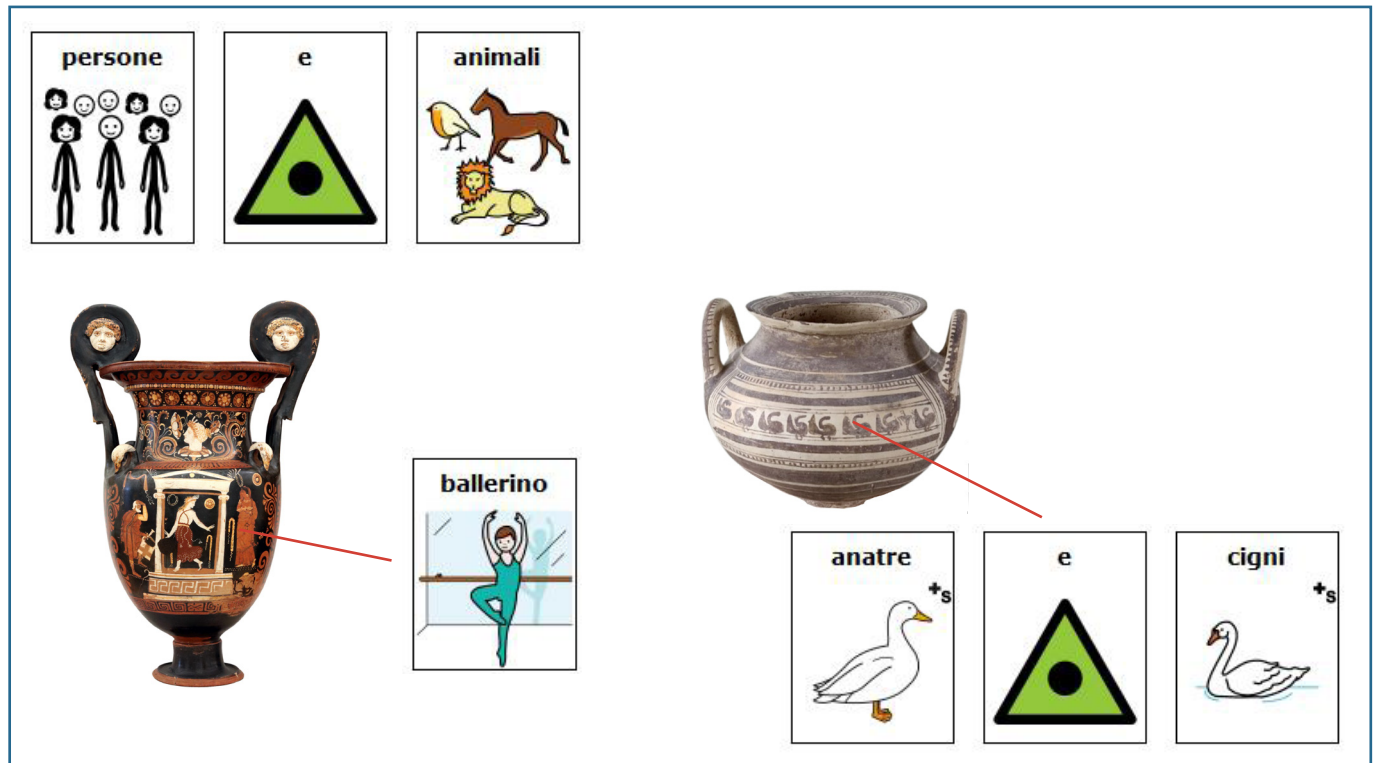 persone e animali
ballerino
anatre e cigni
+s +s